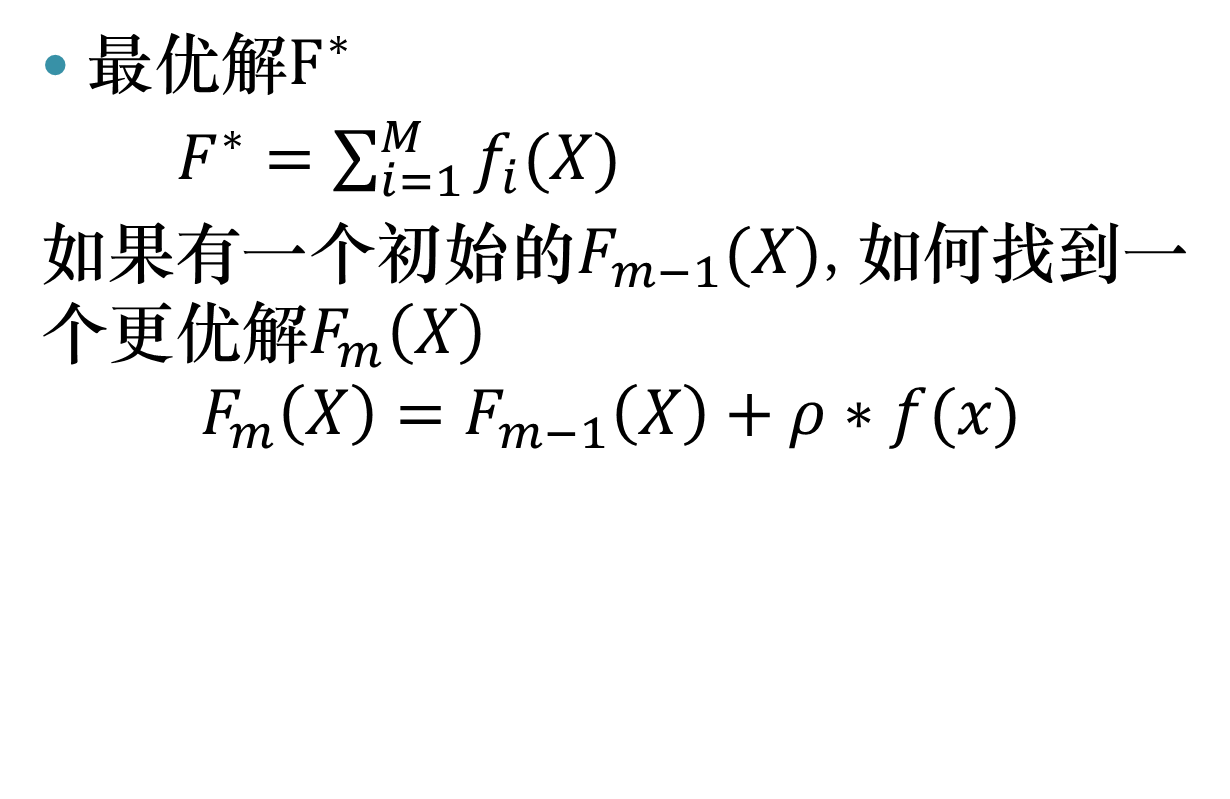 • 最优解F*
F* = ∑_{i=1}^{M} f_i(X)
如果有一个初始的F_{m−1}(X), 如何找到一
个更优解F_m(X)
F_m(X) = F_{m−1}(X) + ρ ∗ f(x)